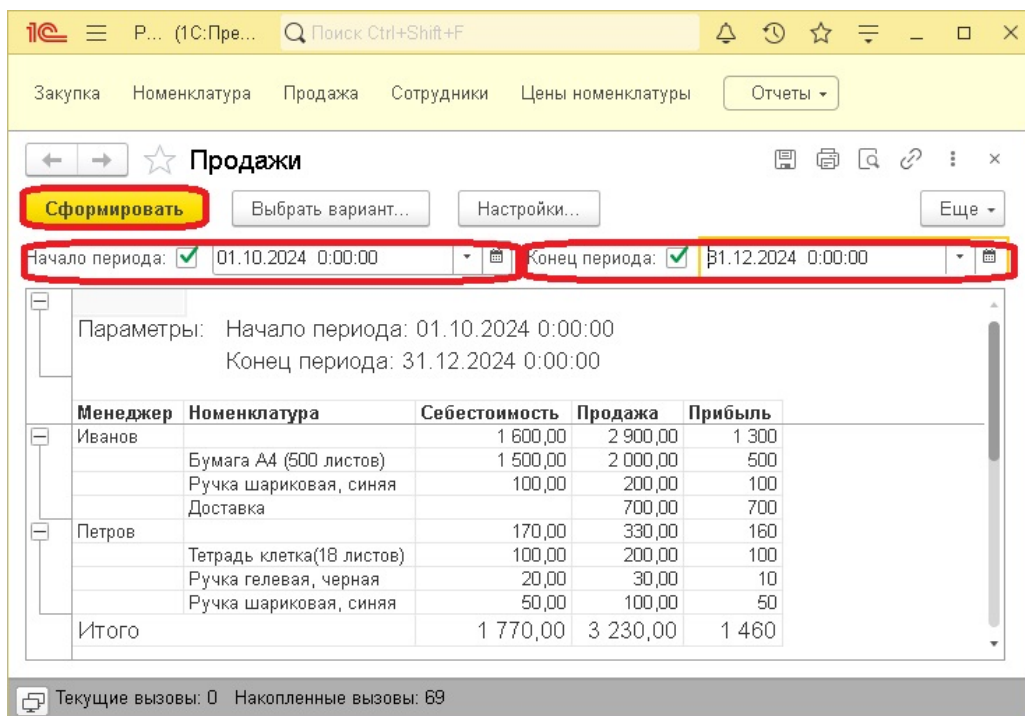 1С Р... (1С:Пре... Поиск Ctrl+Shift+F
Закупка Номенклатура Продажа Сотрудники Цены номенклатуры Отчеты
Продажи
Сформировать Выбрать вариант... Настройки... Еще
Начало периода: 01.10.2024 0:00:00 Конец периода: 31.12.2024 0:00:00
Параметры: Начало периода: 01.10.2024 0:00:00
Конец периода: 31.12.2024 0:00:00
Менеджер Номенклатура Себестоимость Продажа Прибыль
Иванов 1 600,00 2 900,00 1 300
Бумага А4 (500 листов) 1 500,00 2 000,00 500
Ручка шариковая, синяя 100,00 200,00 100
Доставка 700,00 700
Петров 170,00 330,00 160
Тетрадь клетка(18 листов) 100,00 200,00 100
Ручка гелевая, черная 20,00 30,00 10
Ручка шариковая, синяя 50,00 100,00 50
Итого 1 770,00 3 230,00 1 460
Текущие вызовы: 0 Накопленные вызовы: 69